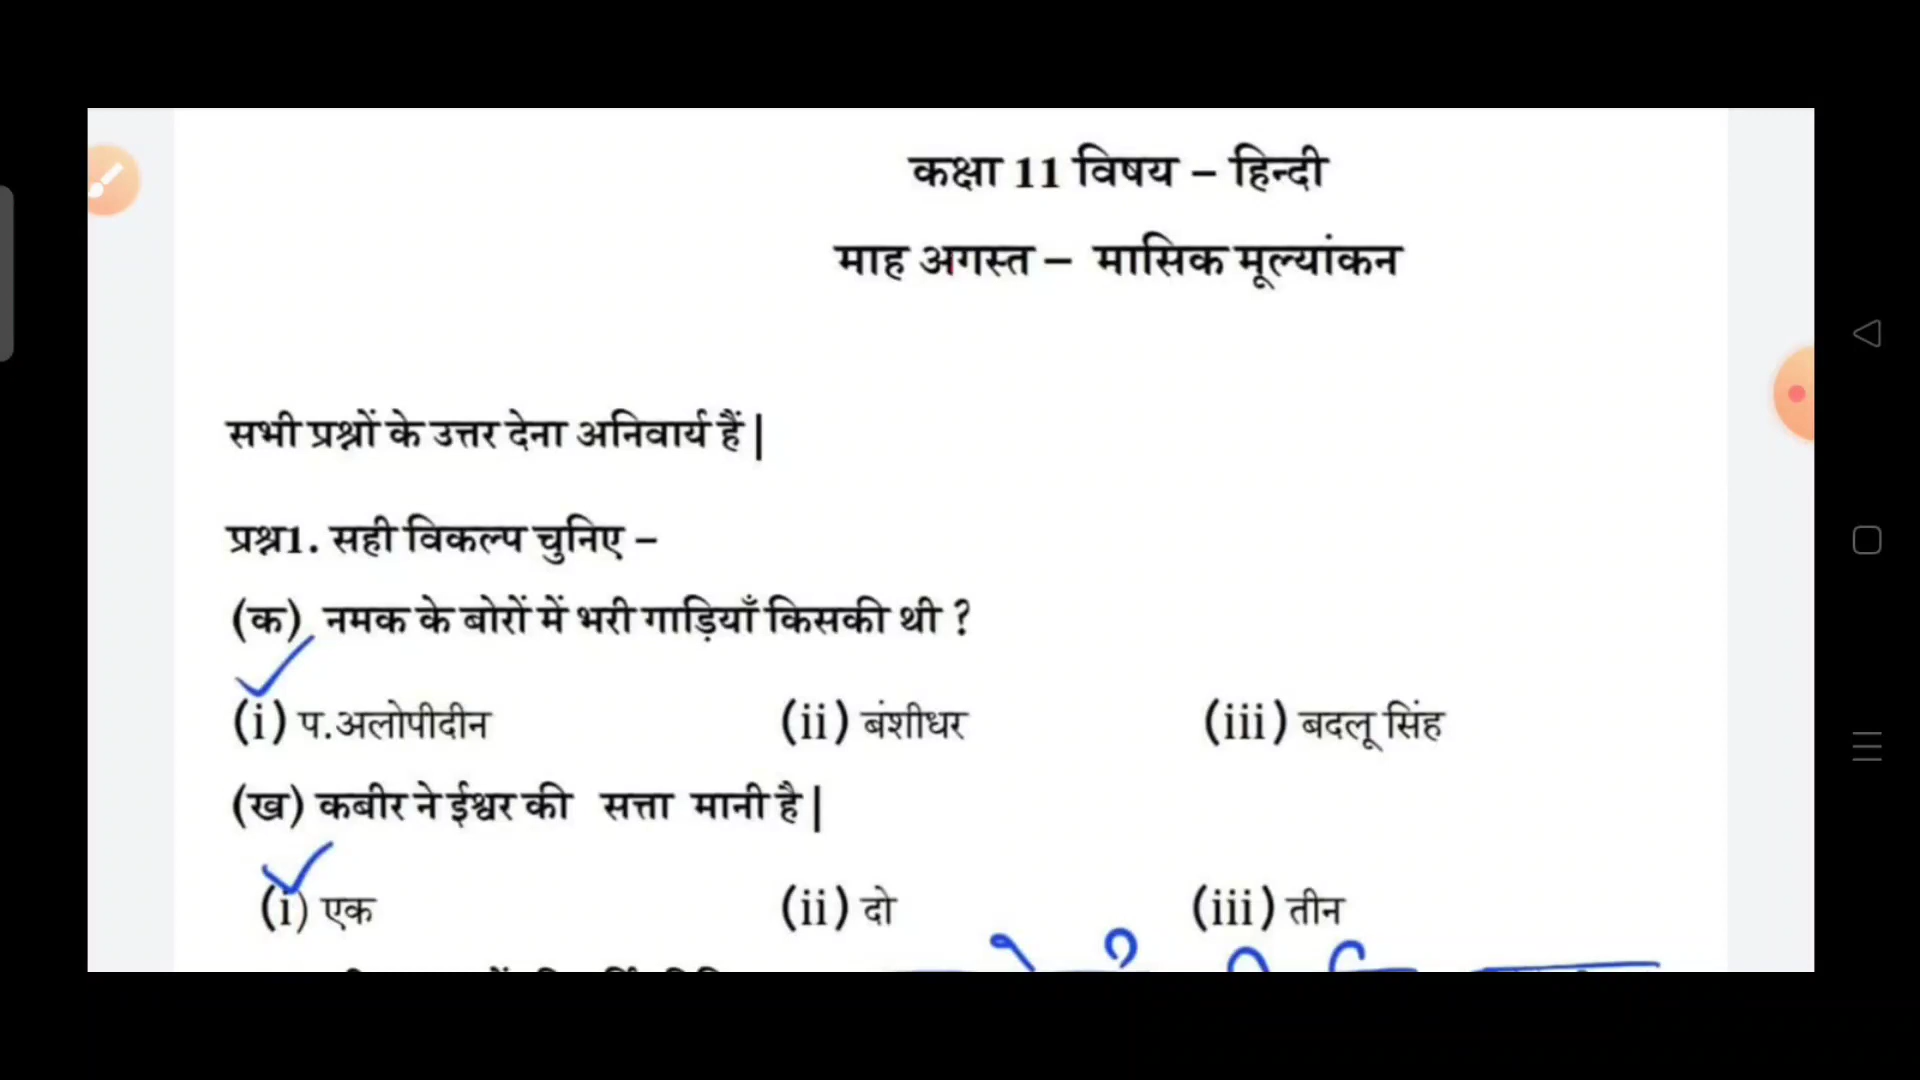 कक्षा 11 विषय – हिन्दी
माह अगस्त – मासिक मूल्यांकन
सभी प्रश्नों के उत्तर देना अनिवार्य हैं|
प्रश्न1. सही विकल्प चुनिए –
(क) नमक के बोरों में भरी गाड़ियाँ किसकी थी ?
(i) प.अलोपीदीन (ii) बंशीधर (iii) बदलू सिंह
(ख) कबीर ने ईश्वर की सत्ता मानी है|
(i) एक (ii) दो (iii) तीन